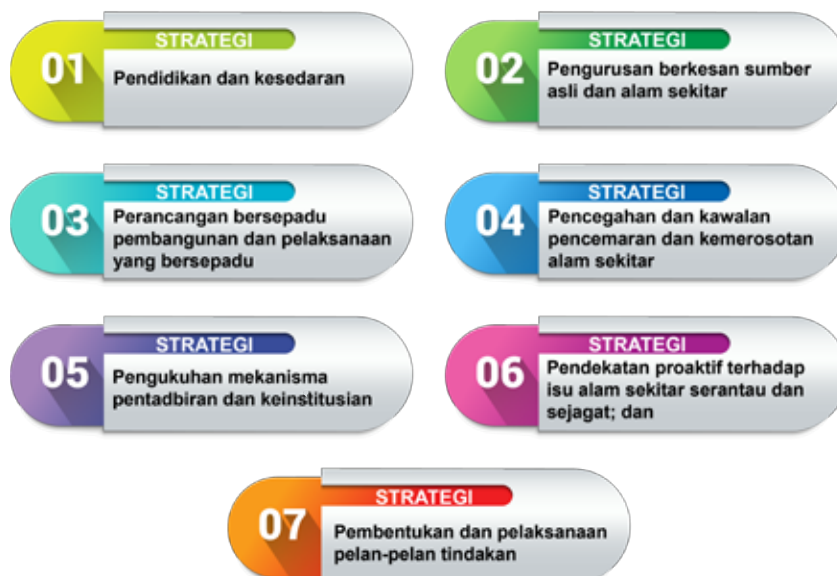 STRATEGI
01
Pendidikan dan kesedaran
STRATEGI
02
Pengurusan berkesan sumber
asli dan alam sekitar
STRATEGI
03
Perancangan bersepadu
pembangunan dan pelaksanaan
yang bersepadu
STRATEGI
04
Pencegahan dan kawalan
pencemaran dan kemerosotan
alam sekitar
STRATEGI
05
Pengukuhan mekanisma
pentadbiran dan keinstitusian
STRATEGI
06
Pendekatan proaktif terhadap
isu alam sekitar serantau dan
sejagat; dan
STRATEGI
07
Pembentukan dan pelaksanaan
pelan-pelan tindakan